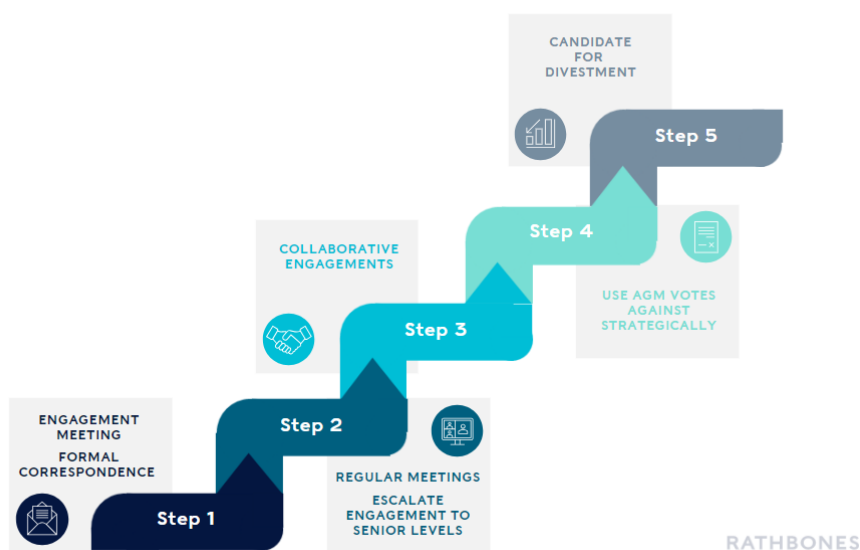 CANDIDATE
FOR
DIVESTMENT
Step 5
Step 4
USE AGM VOTES
AGAINST
STRATEGICALLY
COLLABORATIVE
ENGAGEMENTS
Step 3
Step 2
REGULAR MEETINGS
ESCALATE
ENGAGEMENT TO
SENIOR LEVELS
ENGAGEMENT
MEETING
FORMAL
CORRESPONDENCE
Step 1
RATHBONES